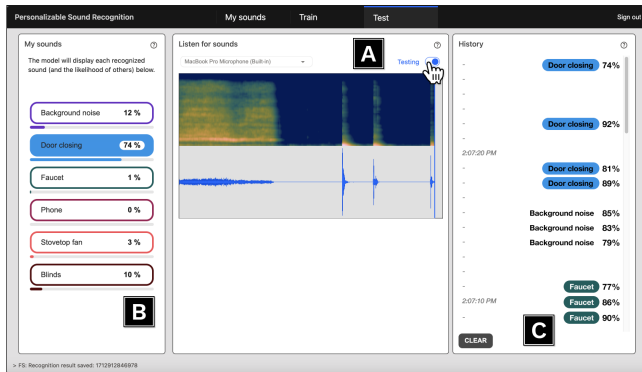 Personalizable Sound Recognition
My sounds
Train
Test
Sign out
My sounds
The model will display each recognized
sound (and the likelihood of others) below.
Background noise 12 %
Door closing 74 %
Faucet 1 %
Phone 0 %
Stovetop fan 3 %
Blinds 10 %
B
Listen for sounds
A
MacBook Pro Microphone (Built-in)
Testing
History
- Door closing 74%
-
-
-
- Door closing 92%
-
2:07:20 PM
- Door closing 81%
- Door closing 89%
-
- Background noise 85%
- Background noise 83%
- Background noise 79%
-
-
- Faucet 77%
2:07:10 PM Faucet 86%
- Faucet 90%
CLEAR
C
> FS: Recognition result saved: 1712912846978